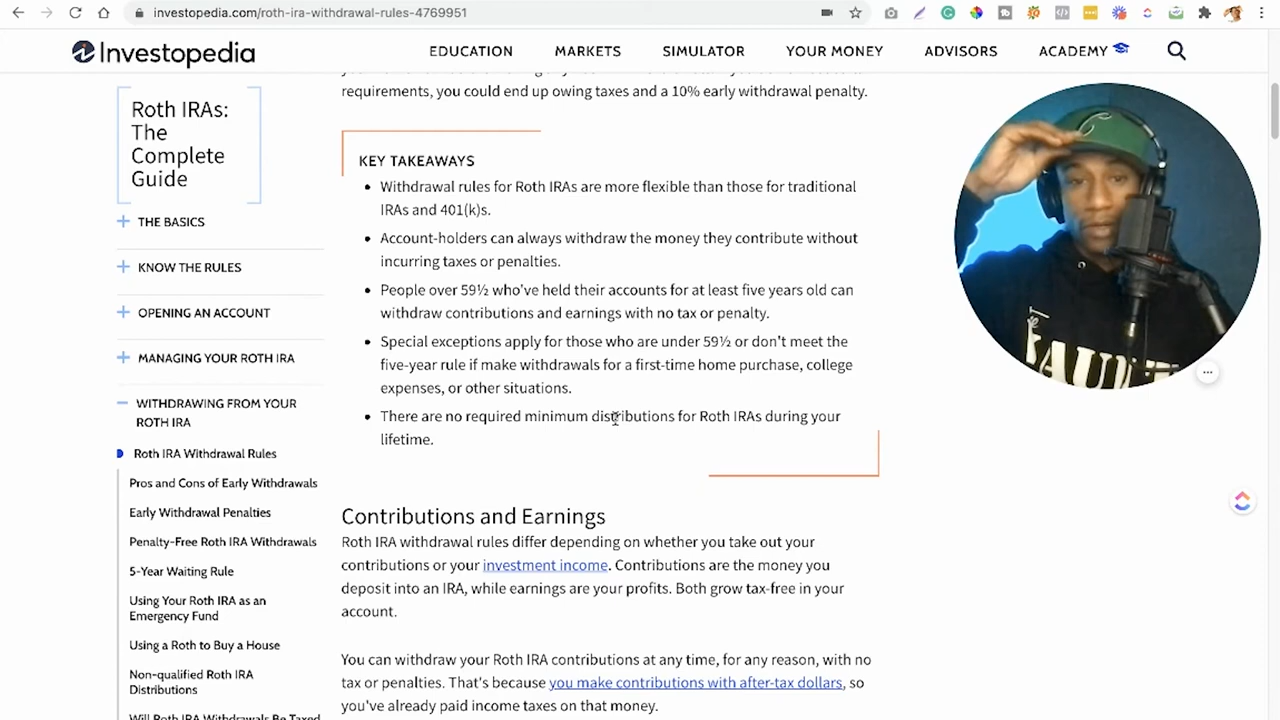 investopedia.com/roth-ira-withdrawal-rules-4769951
Investopedia
EDUCATION
MARKETS
SIMULATOR
YOUR MONEY
ADVISORS
ACADEMY
Roth IRAs:
The
Complete
Guide
THE BASICS
KNOW THE RULES
OPENING AN ACCOUNT
MANAGING YOUR ROTH IRA
WITHDRAWING FROM YOUR
ROTH IRA
Roth IRA Withdrawal Rules
Pros and Cons of Early Withdrawals
Early Withdrawal Penalties
Penalty-Free Roth IRA Withdrawals
5-Year Waiting Rule
Using Your Roth IRA as an
Emergency Fund
Using a Roth to Buy a House
Non-qualified Roth IRA
Distributions
Will Roth IRA Withdrawals Be Taxed
requirements, you could end up owing taxes and a 10% early withdrawal penalty.
KEY TAKEAWAYS
Withdrawal rules for Roth IRAs are more flexible than those for traditional
IRAs and 401(k)s.
Account-holders can always withdraw the money they contribute without
incurring taxes or penalties.
People over 59½ who've held their accounts for at least five years old can
withdraw contributions and earnings with no tax or penalty.
Special exceptions apply for those who are under 59½ or don't meet the
five-year rule if make withdrawals for a first-time home purchase, college
expenses, or other situations.
There are no required minimum distributions for Roth IRAs during your
lifetime.
Contributions and Earnings
Roth IRA withdrawal rules differ depending on whether you take out your
contributions or your investment income. Contributions are the money you
deposit into an IRA, while earnings are your profits. Both grow tax-free in your
account.
You can withdraw your Roth IRA contributions at any time, for any reason, with no
tax or penalties. That's because you make contributions with after-tax dollars, so
you've already paid income taxes on that money.
C